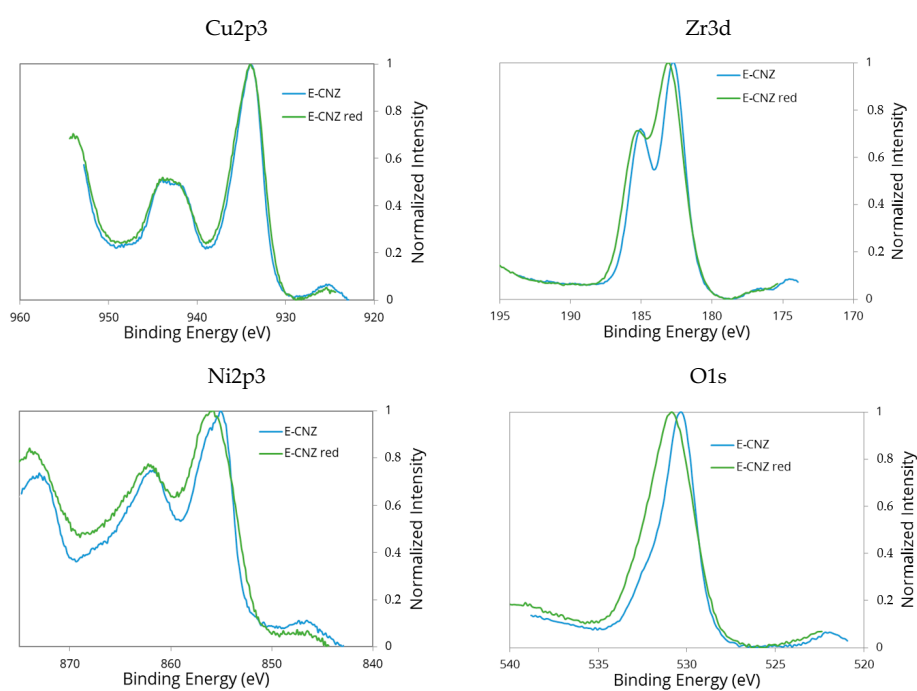 Cu2p3
1
E-CNZ
E-CNZ red
0.8
0.6
0.4
0.2
0
Normalized Intensity
960
950
940
930
920
Binding Energy (eV)
Zr3d
1
E-CNZ
E-CNZ red
0.8
0.6
0.4
0.2
0
Normalized Intensity
195
190
185
180
175
170
Binding Energy (eV)
Ni2p3
1
E-CNZ
E-CNZ red
0.8
0.6
0.4
0.2
0
Normalized Intensity
870
860
850
840
Binding Energy (eV)
O1s
1
E-CNZ
E-CNZ red
0.8
0.6
0.4
0.2
0
Normalized Intensity
540
535
530
525
520
Binding Energy (eV)